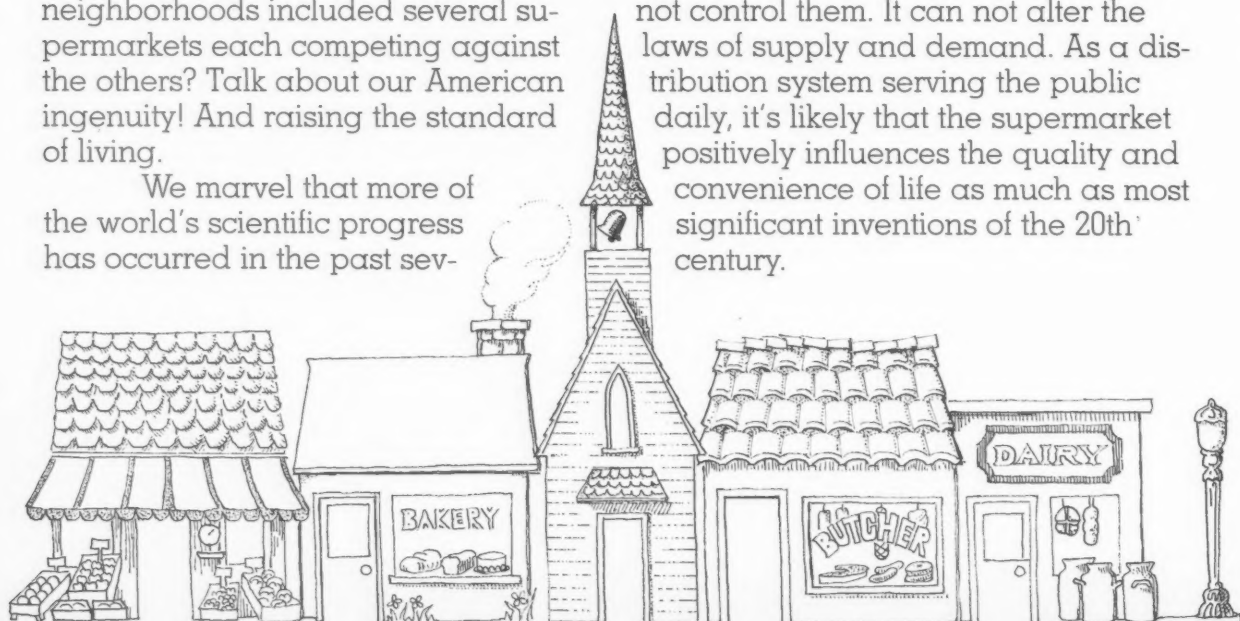 neighborhoods included several su-
permarkets each competing against
the others? Talk about our American
ingenuity! And raising the standard
of living.
We marvel that more of
the world's scientific progress
has occurred in the past sev-
not control them. It can not alter the
laws of supply and demand. As a dis-
tribution system serving the public
daily, it's likely that the supermarket
positively influences the quality and
convenience of life as much as most
significant inventions of the 20th
century.
BAKERY
BUTCHER
DAIRY